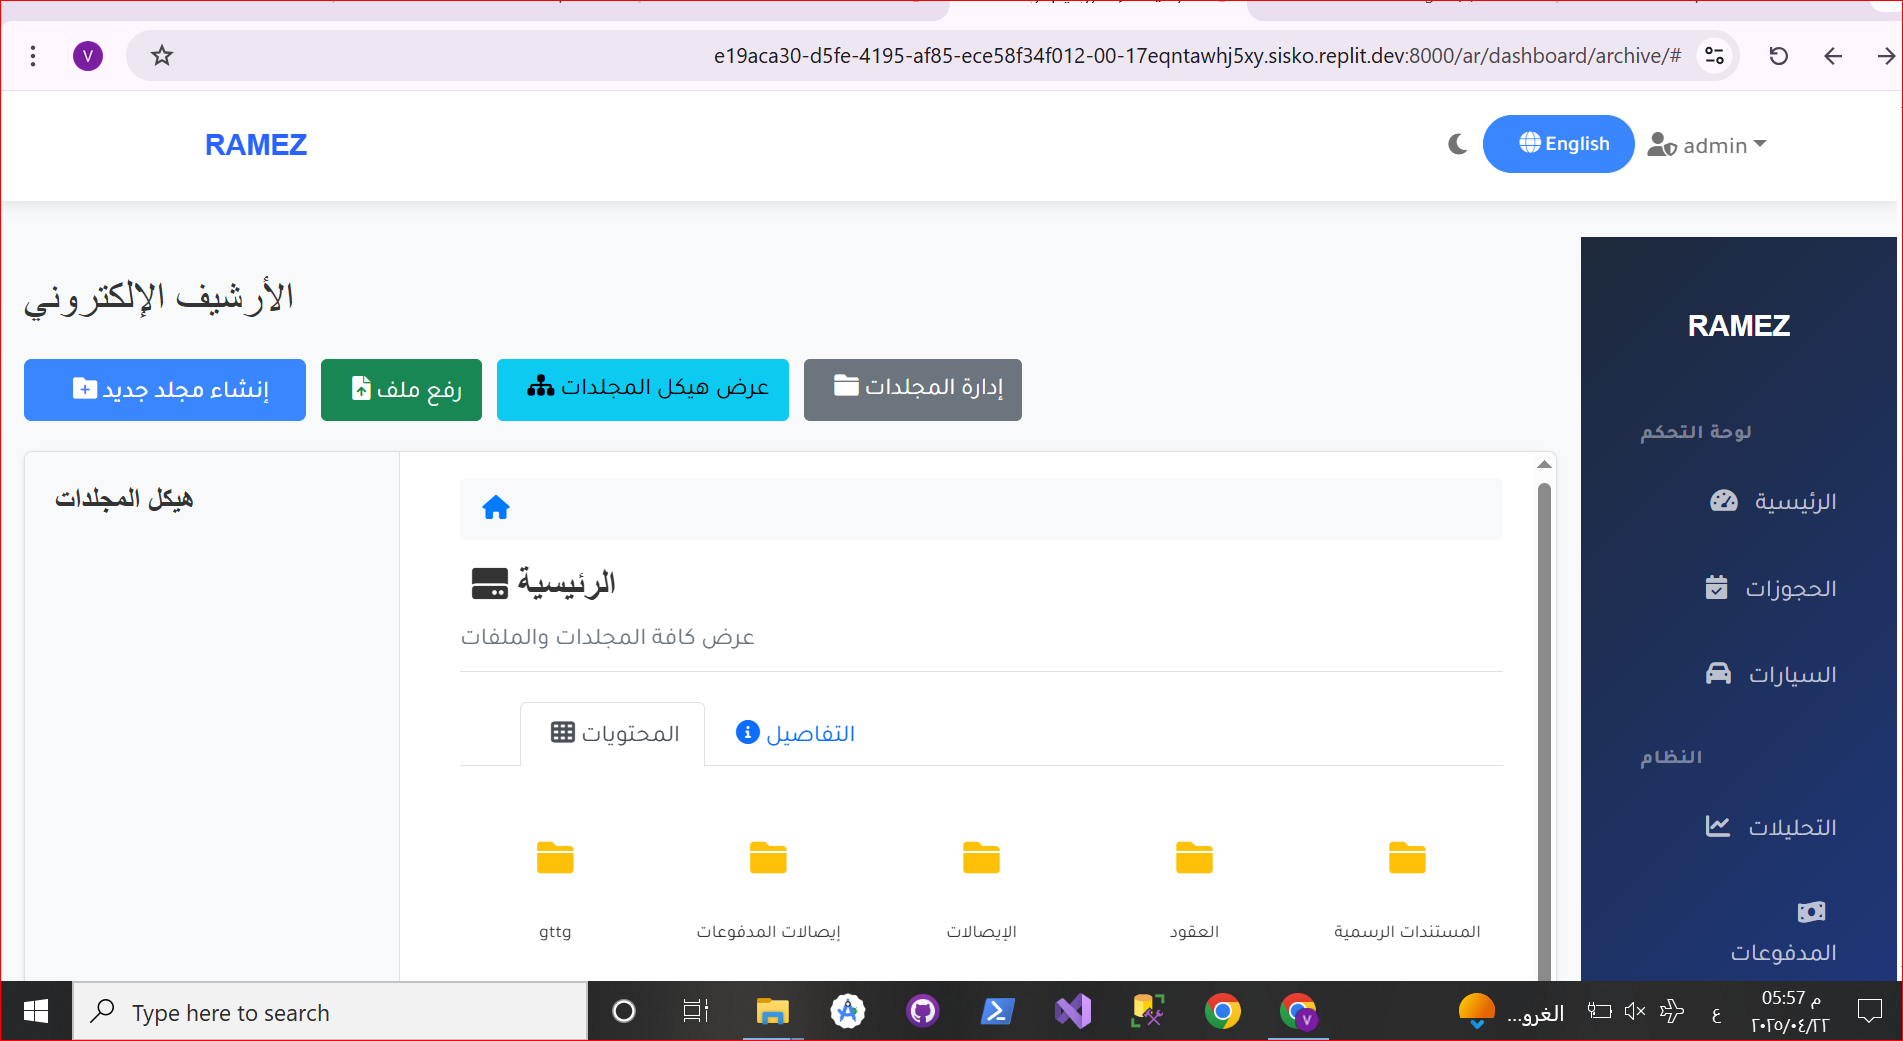 V
e19aca30-d5fe-4195-af85-ece58f34f012-00-17eqntawhj5xy.sisko.replit.dev:8000/ar/dashboard/archive/#
RAMEZ
English
admin
الأرشيف الإلكتروني
إنشاء مجلد جديد
رفع ملف
عرض هيكل المجلدات
إدارة المجلدات
هيكل المجلدات
الرئيسية
عرض كافة المجلدات والملفات
المحتويات
التفاصيل
gttg
إيصالات المدفوعات
الإيصالات
العقود
المستندات الرسمية
RAMEZ
لوحة التحكم
الرئيسية
الحجوزات
السيارات
النظام
التحليلات
المدفوعات
Type here to search
الغرو...
ع
05:57 م
٢٠٢٥/٠٤/٢٢